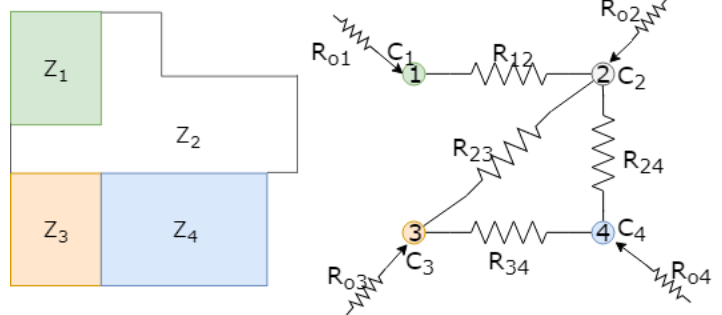 Z₁
Z₂
Z₃
Z₄
Rₒ₁
C₁
1
R₁₂
Rₒ₂
2
C₂
R₂₃
R₂₄
3
C₃
R₃₄
4
C₄
Rₒ₃
Rₒ₄